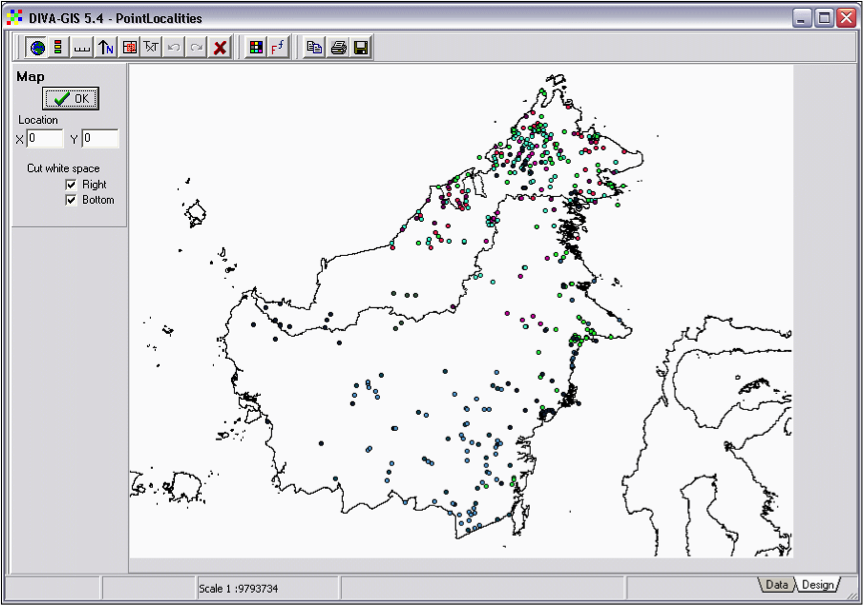 DIVA-GIS 5.4 - PointLocalities
N TXT F f
Map
OK
Location
X 0 Y 0
Cut white space
Right
Bottom
Scale 1 :9793734
Data Design